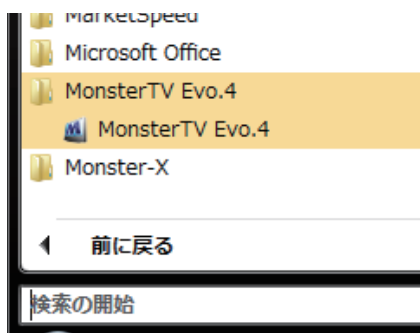 MarketSpeed
Microsoft Office
MonsterTV Evo.4
MonsterTV Evo.4
Monster-X
前に戻る
検索の開始